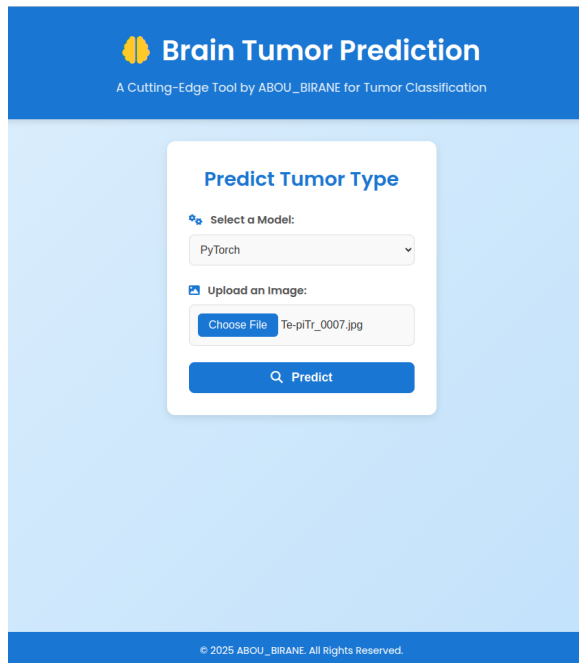 Brain Tumor Prediction
A Cutting-Edge Tool by ABOU_BIRANE for Tumor Classification
Predict Tumor Type
Select a Model:
PyTorch
Upload an Image:
Choose File Te-piTr_0007.jpg
Predict
© 2025 ABOU_BIRANE. All Rights Reserved.